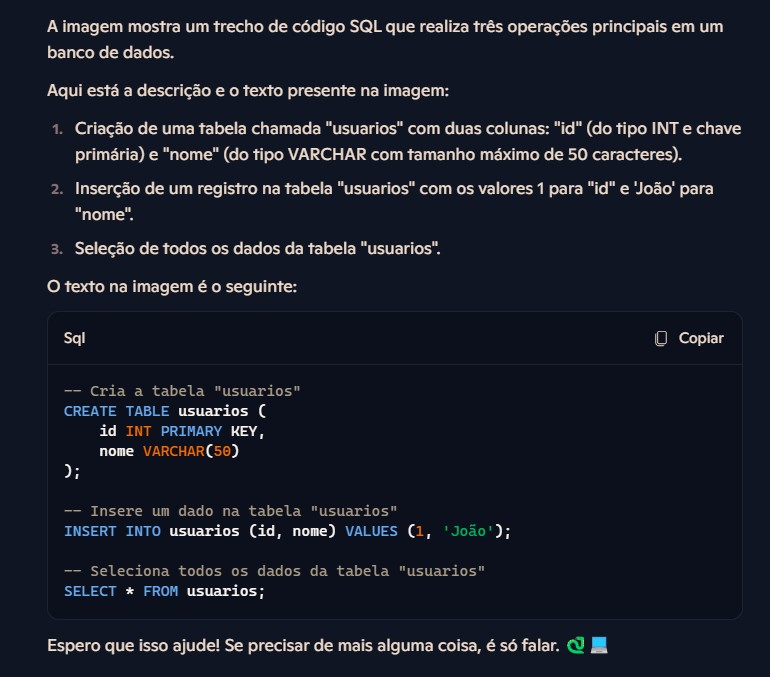 A imagem mostra um trecho de código SQL que realiza três operações principais em um
banco de dados.
Aqui está a descrição e o texto presente na imagem:
1. Criação de uma tabela chamada "usuarios" com duas colunas: "id" (do tipo INT e chave
primária) e "nome" (do tipo VARCHAR com tamanho máximo de 50 caracteres).
2. Inserção de um registro na tabela "usuarios" com os valores 1 para "id" e 'João' para
"nome".
3. Seleção de todos os dados da tabela "usuarios".
O texto na imagem é o seguinte:
Sql Copiar
-- Cria a tabela "usuarios"
CREATE TABLE usuarios (
    id INT PRIMARY KEY,
    nome VARCHAR(50)
);
-- Insere um dado na tabela "usuarios"
INSERT INTO usuarios (id, nome) VALUES (1, 'João');
-- Seleciona todos os dados da tabela "usuarios"
SELECT * FROM usuarios;
Espero que isso ajude! Se precisar de mais alguma coisa, é só falar.